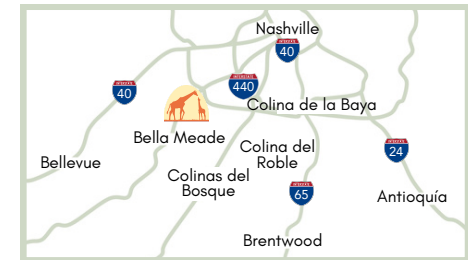 Nashville
40
40
440
Colina de la Baya
Bella Meade
Colina del
Roble
24
Bellevue
Colinas del
Bosque
65
Antioquía
Brentwood